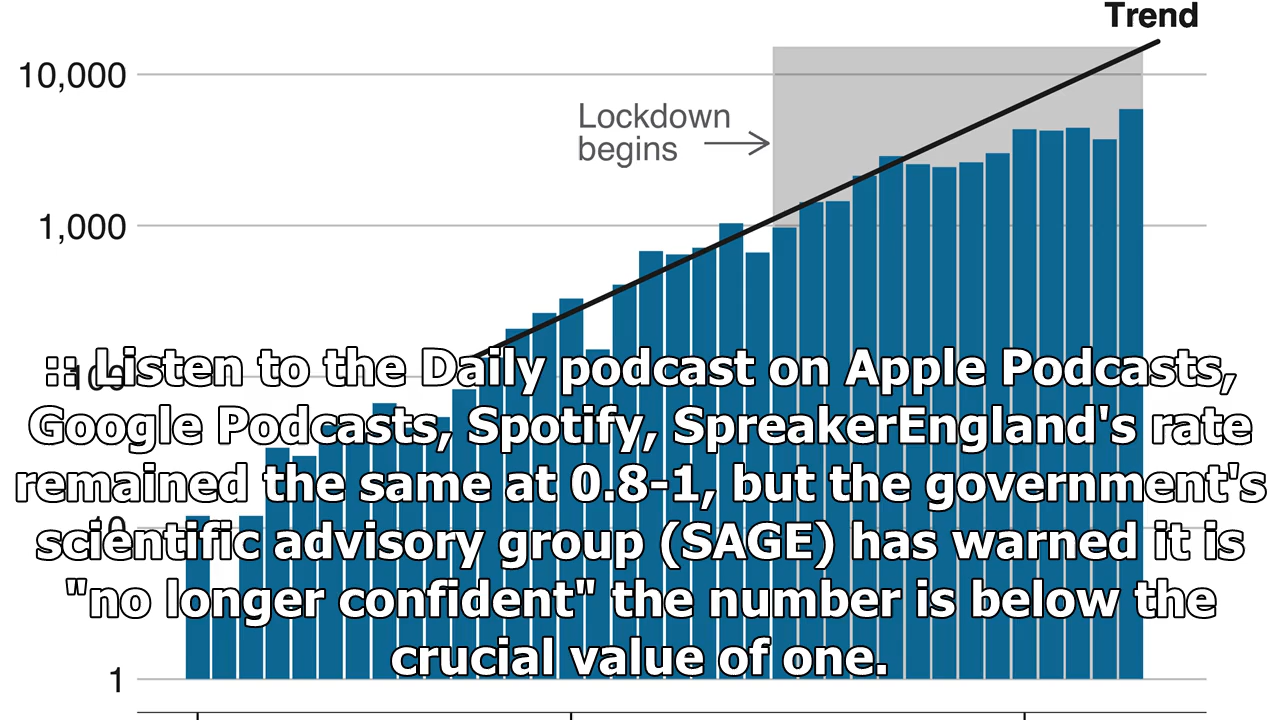 Trend
10,000
Lockdown
begins
1,000
100
:: Listen to the Daily podcast on Apple Podcasts,
Google Podcasts, Spotify, SpreakerEngland's rate
remained the same at 0.8-1, but the government's
10
scientific advisory group (SAGE) has warned it is
"no longer confident" the number is below the
crucial value of one.
1